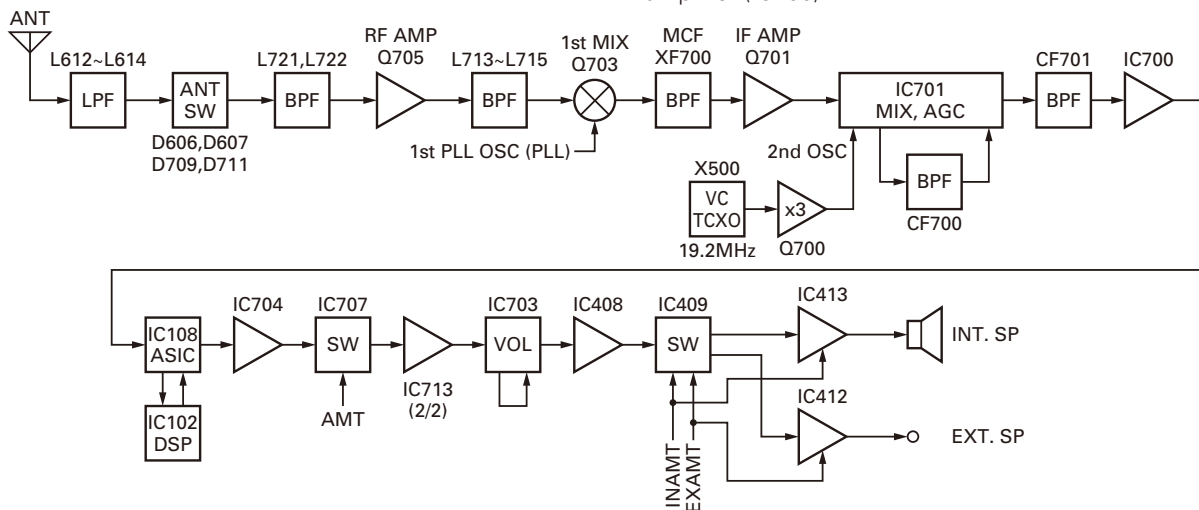 ANT
L612~L614
LPF
ANT
SW
D606,D607
D709,D711
L721,L722
BPF
RF AMP
Q705
L713~L715
BPF
1st MIX
Q703
1st PLL OSC (PLL)
MCF
XF700
BPF
IF AMP
Q701
IC701
MIX, AGC
2nd OSC
BPF
CF700
X500
VC
TCXO
19.2MHz
x3
Q700
CF701
BPF
IC700
IC108
ASIC
IC102
DSP
IC704
IC707
SW
AMT
IC713
(2/2)
IC703
VOL
IC408
IC409
SW
INAMT
EXAMT
IC413
INT. SP
IC412
EXT. SP